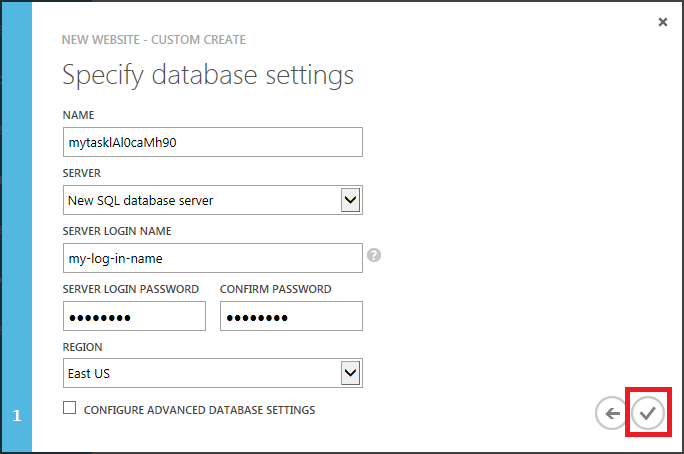 NEW WEBSITE - CUSTOM CREATE
Specify database settings
NAME
mytasklAl0caMh90
SERVER
New SQL database server
SERVER LOGIN NAME
my-log-in-name
?
SERVER LOGIN PASSWORD CONFIRM PASSWORD
●●●●●●●● ●●●●●●●●
REGION
East US
CONFIGURE ADVANCED DATABASE SETTINGS
1